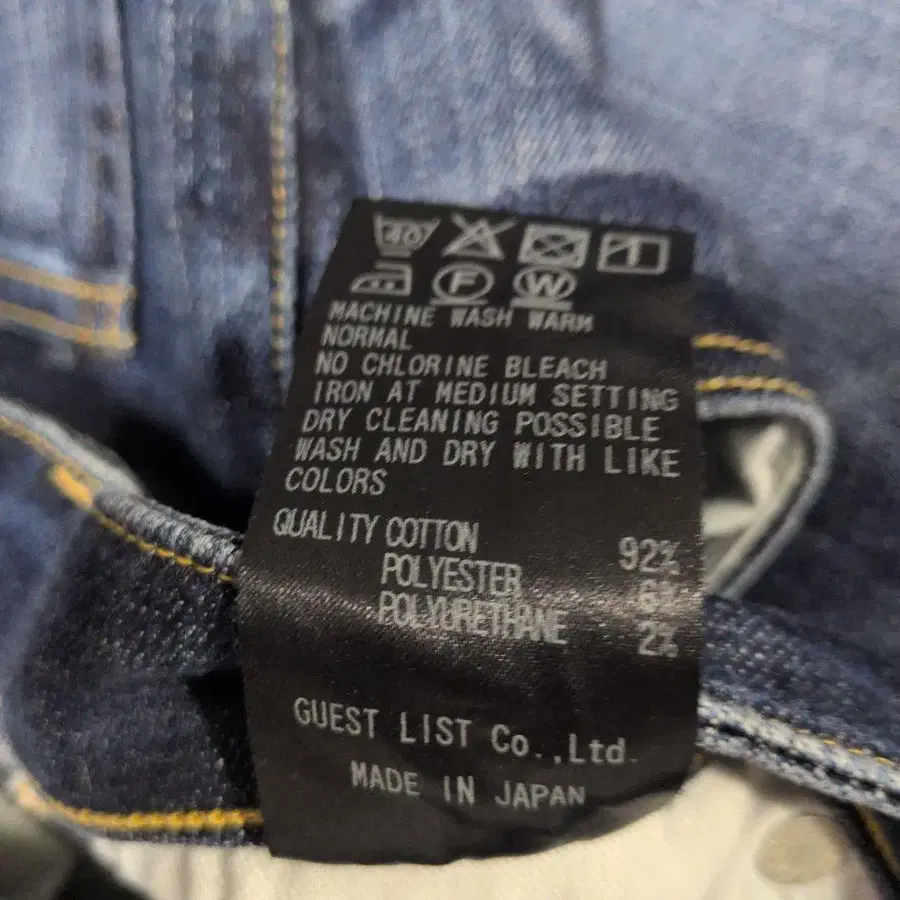 40
F W
MACHINE WASH WARM
NORMAL
NO CHLORINE BLEACH
IRON AT MEDIUM SETTING
DRY CLEANING POSSIBLE
WASH AND DRY WITH LIKE
COLORS
QUALITY COTTON 92%
POLYESTER 6%
POLYURETHANE 2%
GUEST LIST Co.,Ltd.
MADE IN JAPAN